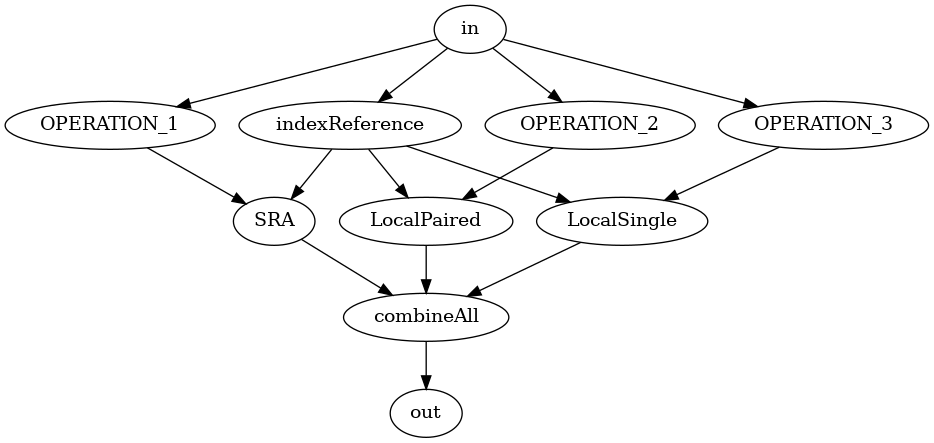 in
OPERATION_1
indexReference
OPERATION_2
OPERATION_3
SRA
LocalPaired
LocalSingle
combineAll
out